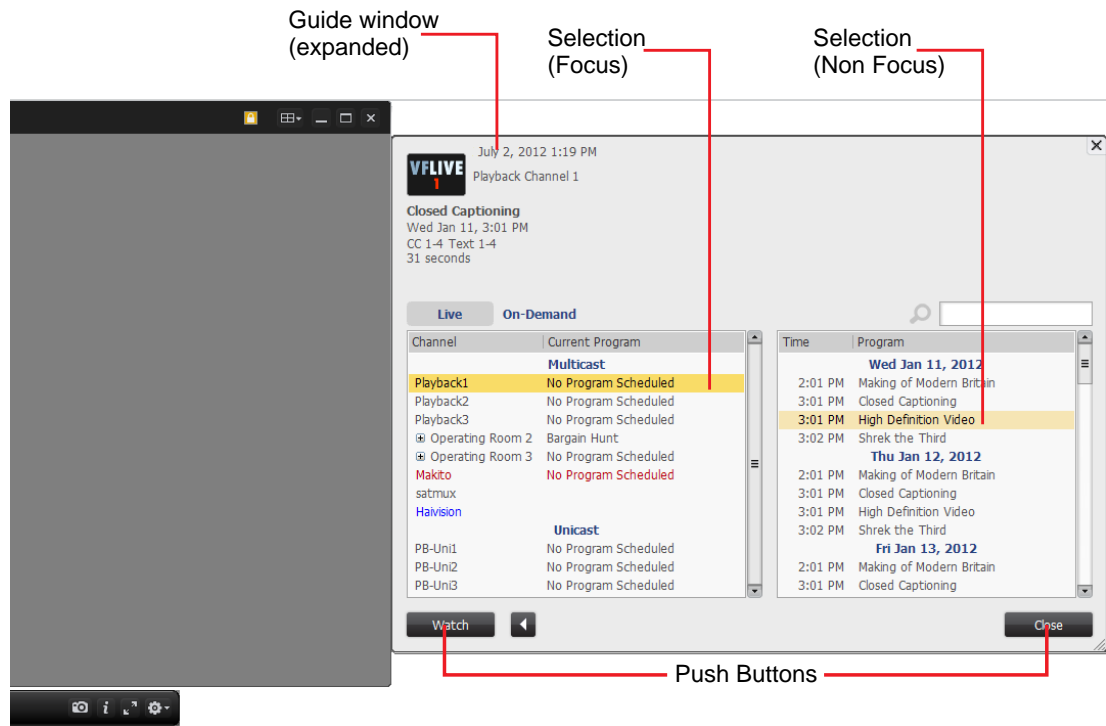 Guide window
(expanded)
Selection
(Focus)
Selection
(Non Focus)
July 2, 2012 1:19 PM
VFLIVE
1
Playback Channel 1
Closed Captioning
Wed Jan 11, 3:01 PM
CC 1-4 Text 1-4
31 seconds
Live On-Demand
Channel Current Program
Multicast
Playback1 No Program Scheduled
Playback2 No Program Scheduled
Playback3 No Program Scheduled
Operating Room 2 Bargain Hunt
Operating Room 3 No Program Scheduled
Makito No Program Scheduled
satmux
Haivision
Unicast
PB-Uni1 No Program Scheduled
PB-Uni2 No Program Scheduled
PB-Uni3 No Program Scheduled
Time Program
Wed Jan 11, 2012
2:01 PM Making of Modern Britain
3:01 PM Closed Captioning
3:01 PM High Definition Video
3:02 PM Shrek the Third
Thu Jan 12, 2012
2:01 PM Making of Modern Britain
3:01 PM Closed Captioning
3:01 PM High Definition Video
3:02 PM Shrek the Third
Fri Jan 13, 2012
2:01 PM Making of Modern Britain
3:01 PM Closed Captioning
Watch
Close
Push Buttons